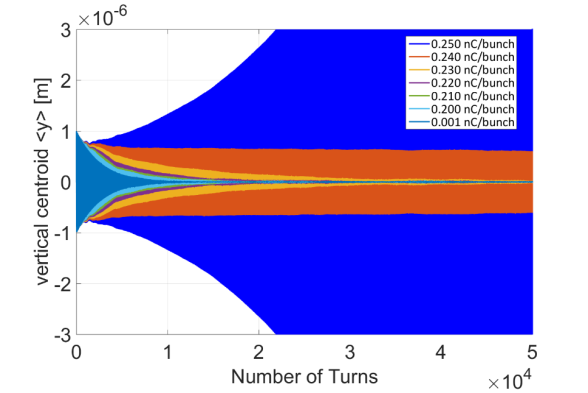 ×10⁻⁶
3
2
1
0
-1
-2
-3
vertical centroid <y> [m]
0.250 nC/bunch
0.240 nC/bunch
0.230 nC/bunch
0.220 nC/bunch
0.210 nC/bunch
0.200 nC/bunch
0.001 nC/bunch
0 1 2 3 4 5
Number of Turns
×10⁴